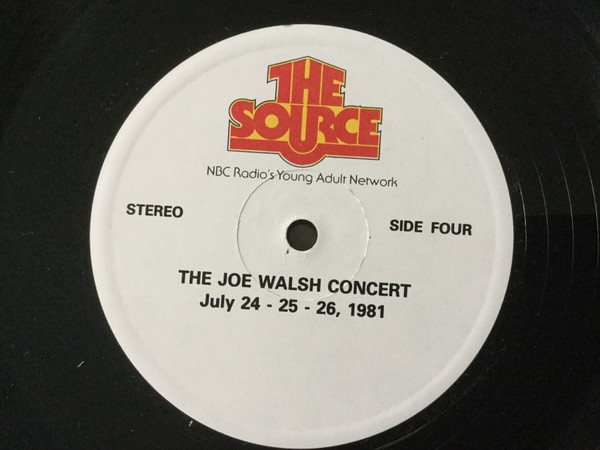 THE
SOURCE
NBC Radio's Young Adult Network
STEREO
SIDE FOUR
THE JOE WALSH CONCERT
July 24 - 25 - 26, 1981